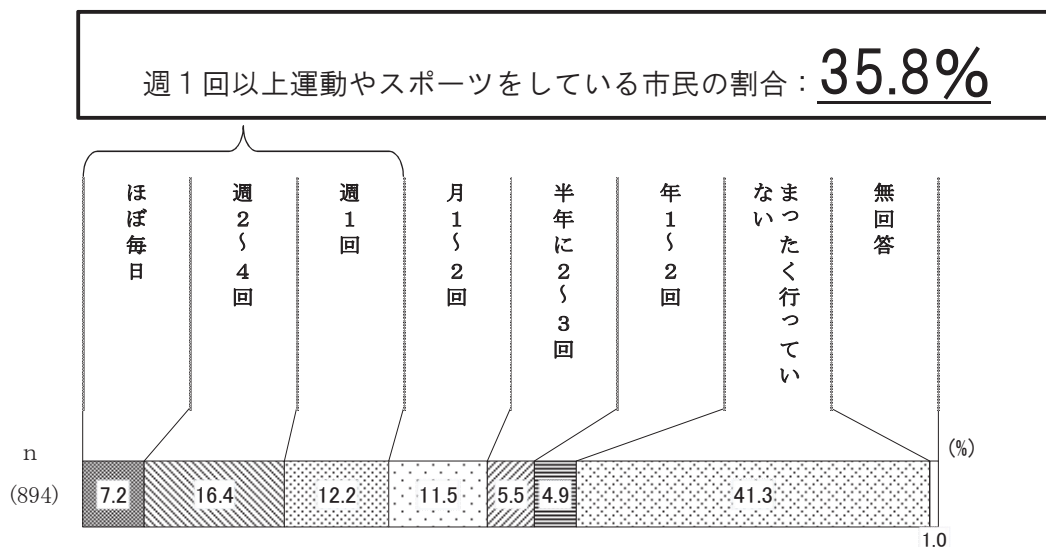 週1回以上運動やスポーツをしている市民の割合：35.8％
ほぼ毎日
週2～4回
週1回
月1～2回
半年に2～3回
年1～2回
まったく行ってい
ない
無回答
(%)
n
(894)
7.2
16.4
12.2
11.5
5.5
4.9
41.3
1.0